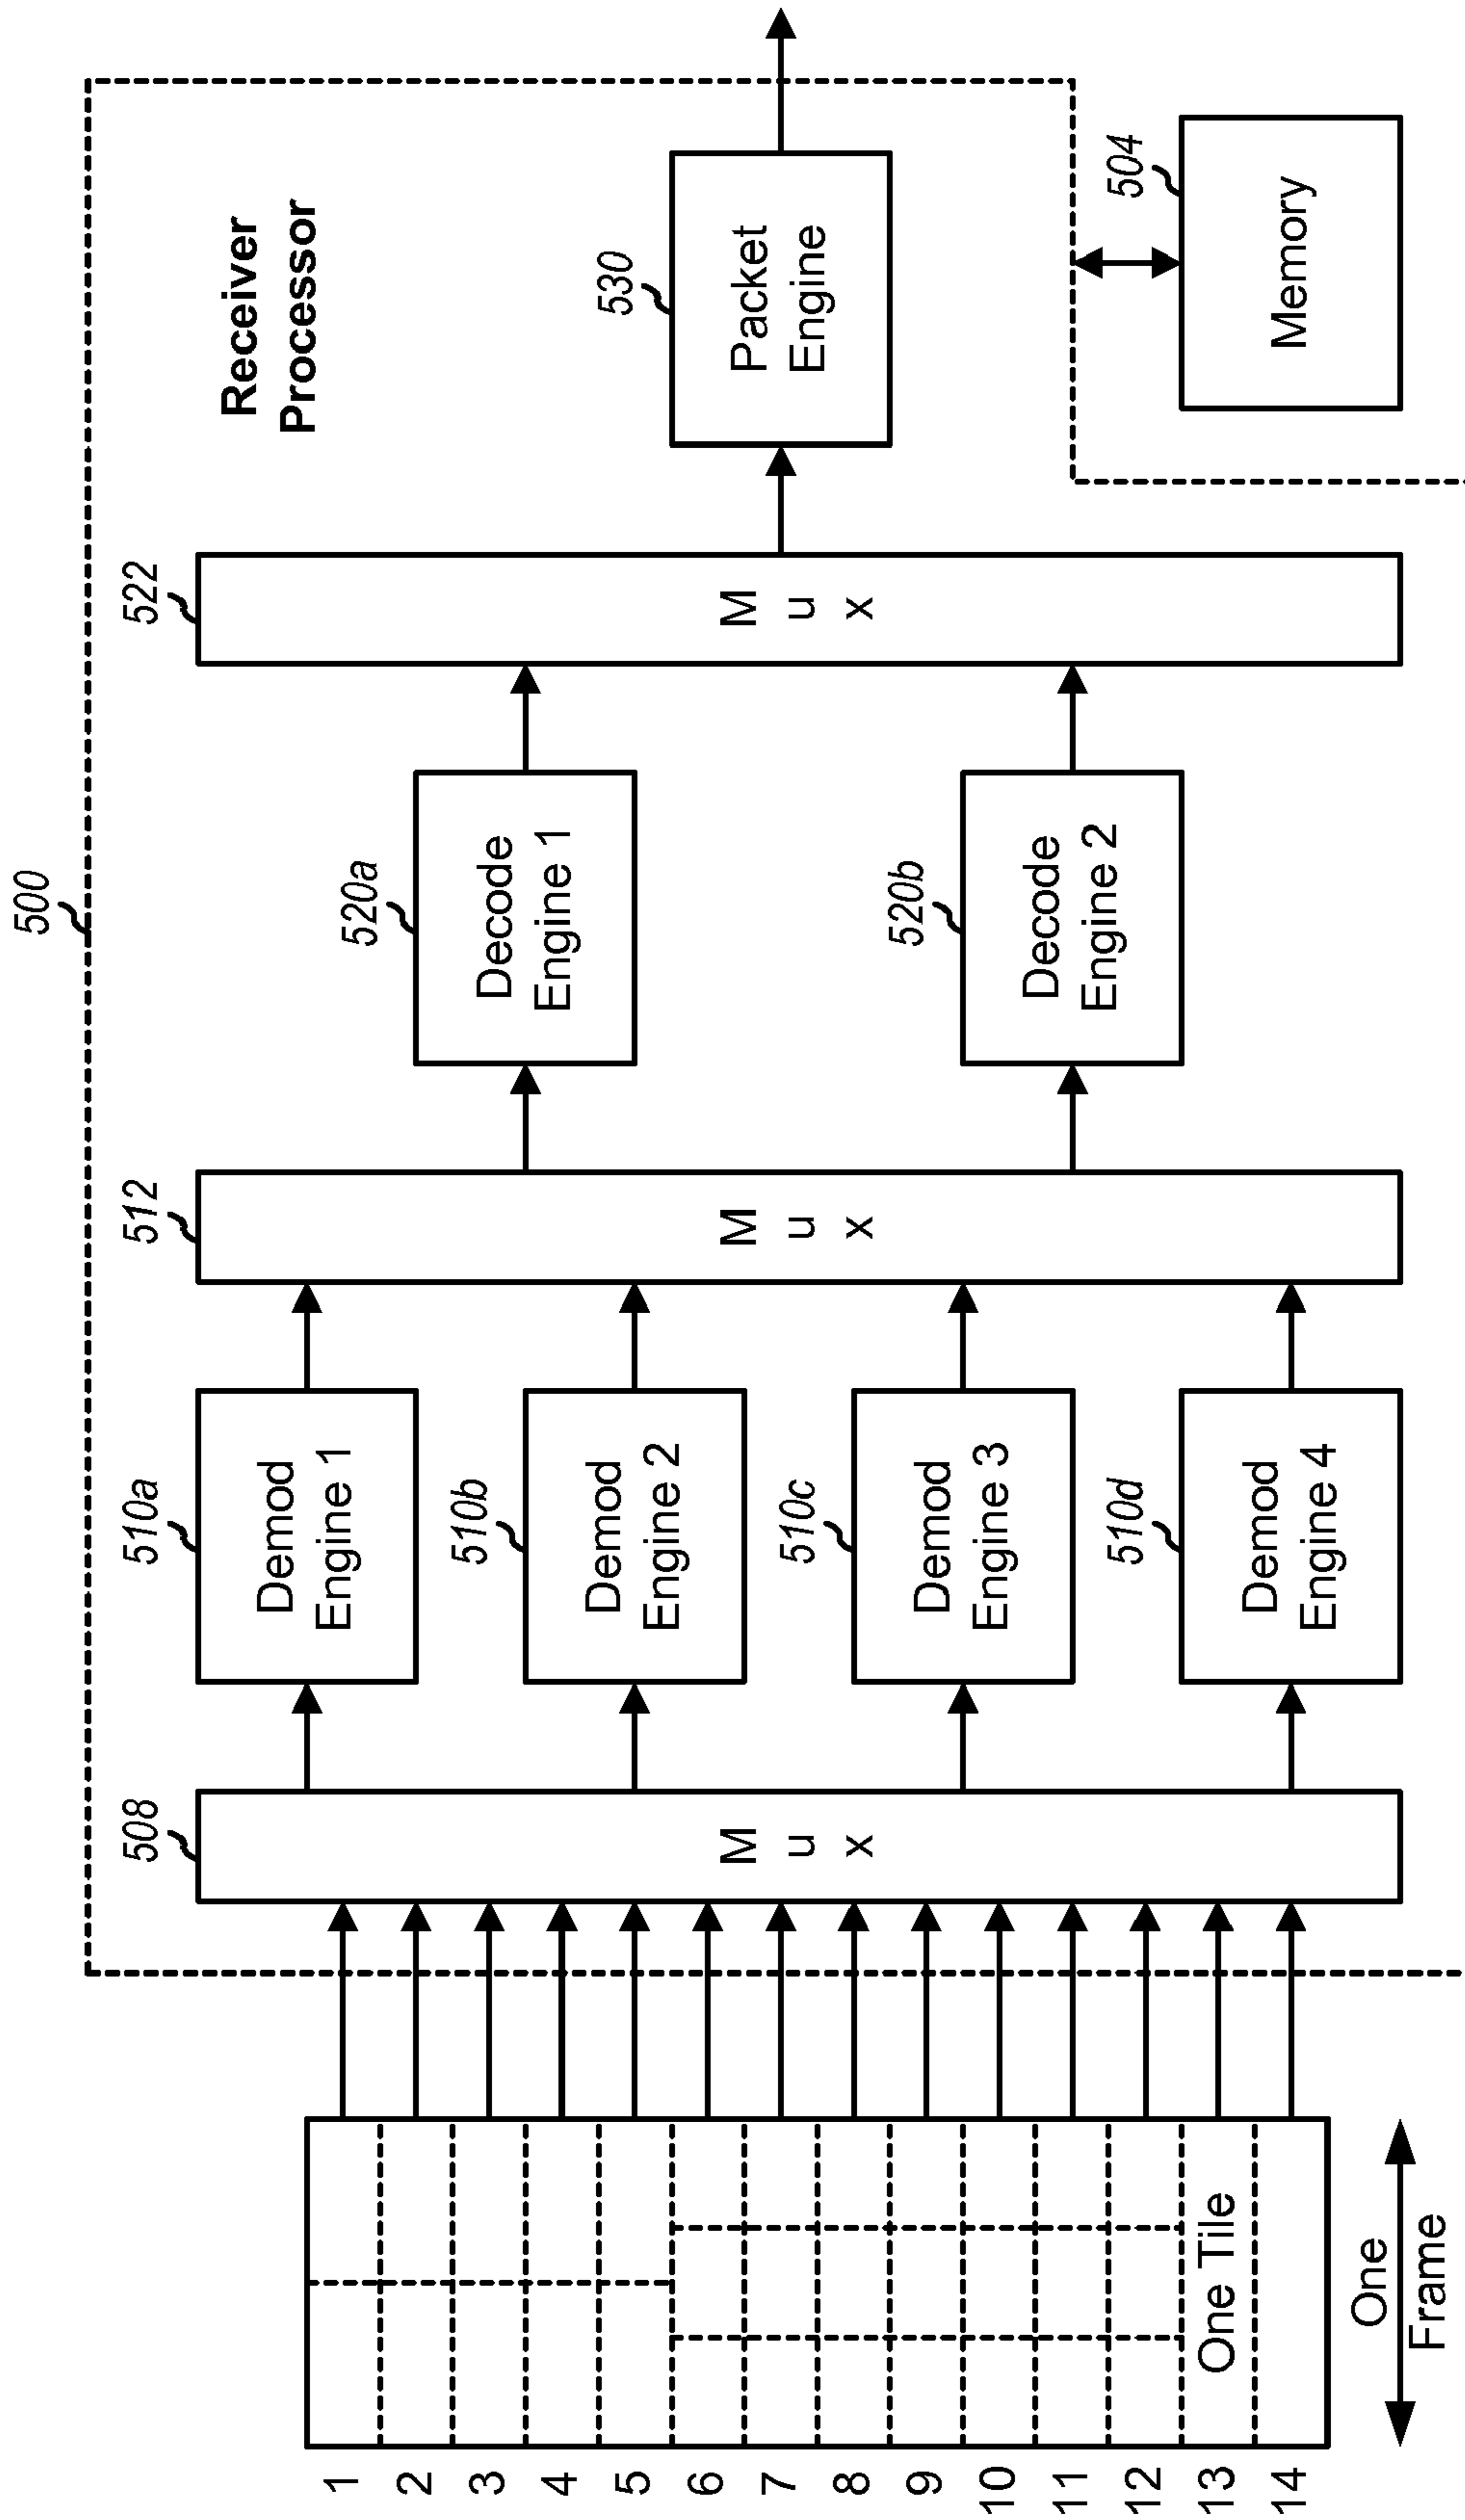 500
Receiver
Processor
508
510a
512
520a
522
530
504
1
2
3
4
5
6
7
8
9
10
11
12
13
14
One Tile
One
Frame
M
u
x
Demod
Engine 1
510b
Demod
Engine 2
510c
Demod
Engine 3
510d
Demod
Engine 4
M
u
x
Decode
Engine 1
520b
Decode
Engine 2
M
u
x
Packet
Engine
Memory